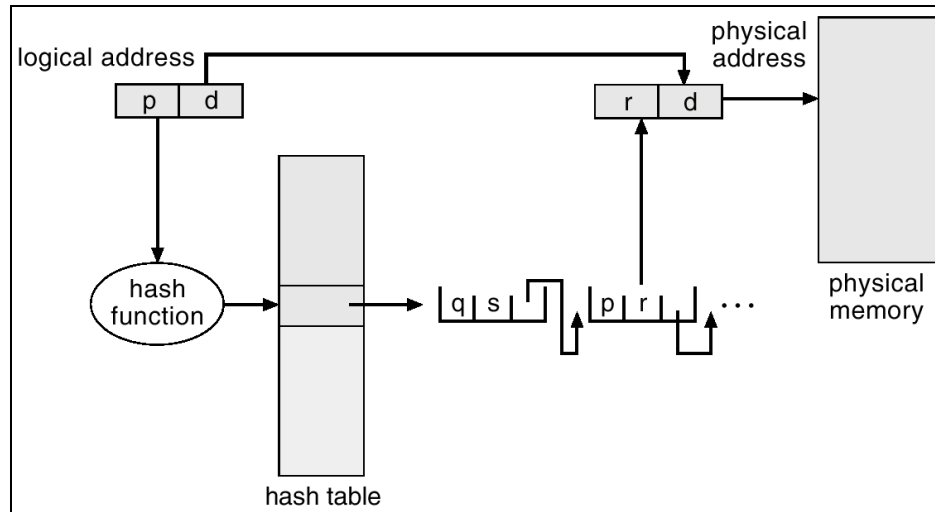 logical address
p d
physical
address
r d
hash
function
q s
p r
...
physical
memory
hash table